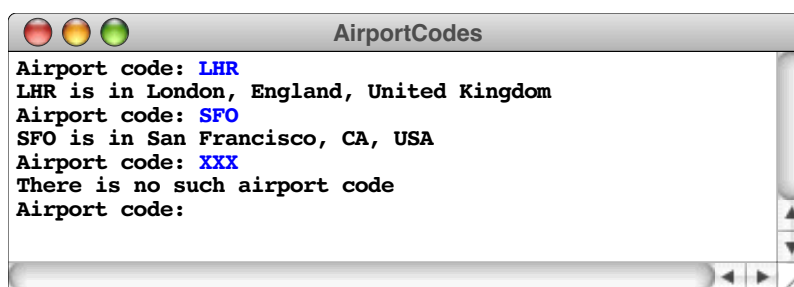 AirportCodes
Airport code: LHR
LHR is in London, England, United Kingdom
Airport code: SFO
SFO is in San Francisco, CA, USA
Airport code: XXX
There is no such airport code
Airport code: